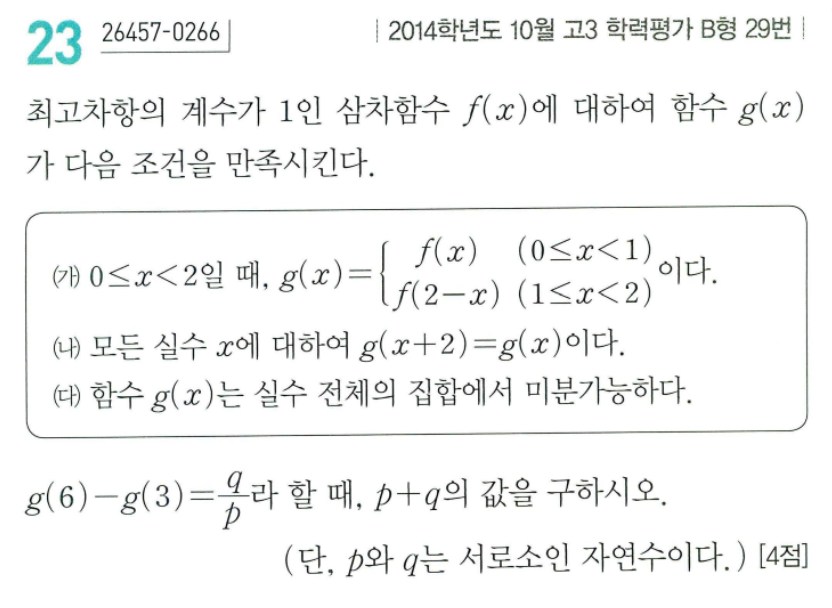 23 26457-0266 | 2014학년도 10월 고3 학력평가 B형 29번 |
최고차항의 계수가 1인 삼차함수 f(x)에 대하여 함수 g(x)
가 다음 조건을 만족시킨다.
f(x) (0≤x<1)
㈎ 0≤x<2일 때, g(x)={ 이다.
f(2-x) (1≤x<2)
㈏ 모든 실수 x에 대하여 g(x+2)=g(x)이다.
㈐ 함수 g(x)는 실수 전체의 집합에서 미분가능하다.
g(6)-g(3)=q/p라 할 때, p+q의 값을 구하시오.
(단, p와 q는 서로소인 자연수이다.) [4점]